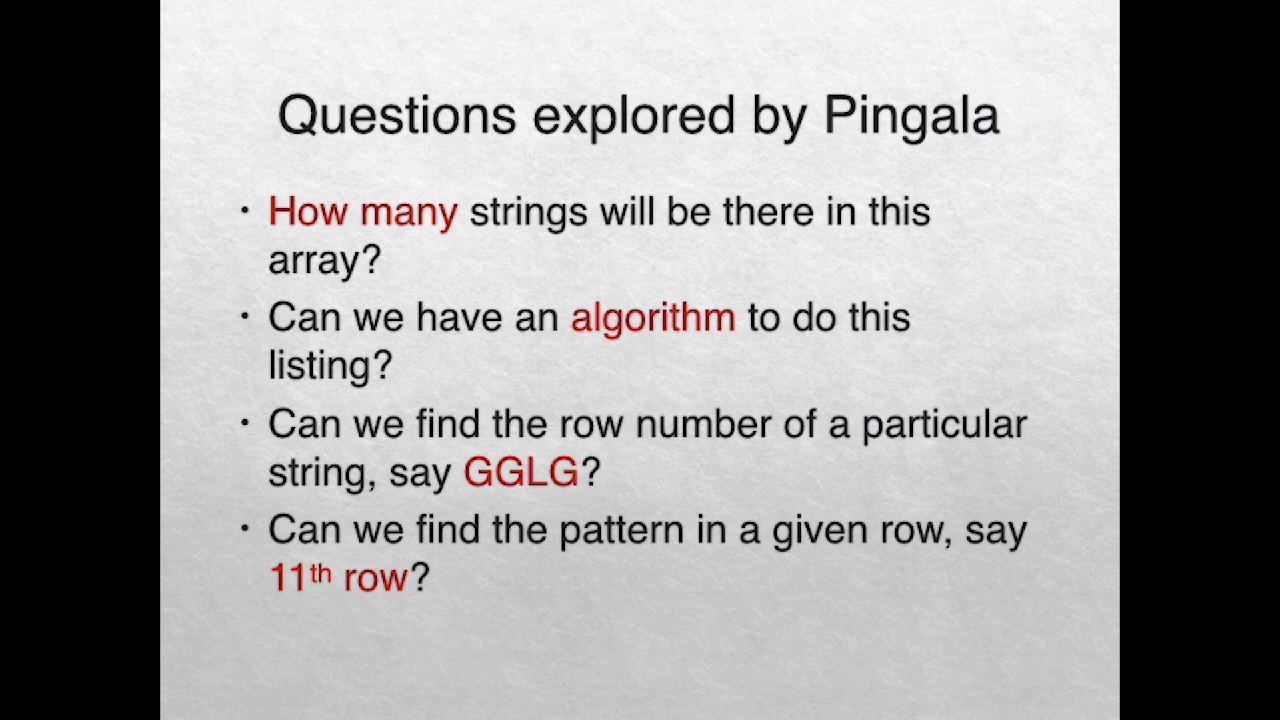 Questions explored by Pingala
• How many strings will be there in this
array?
• Can we have an algorithm to do this
listing?
• Can we find the row number of a particular
string, say GGLG?
• Can we find the pattern in a given row, say
11th row?